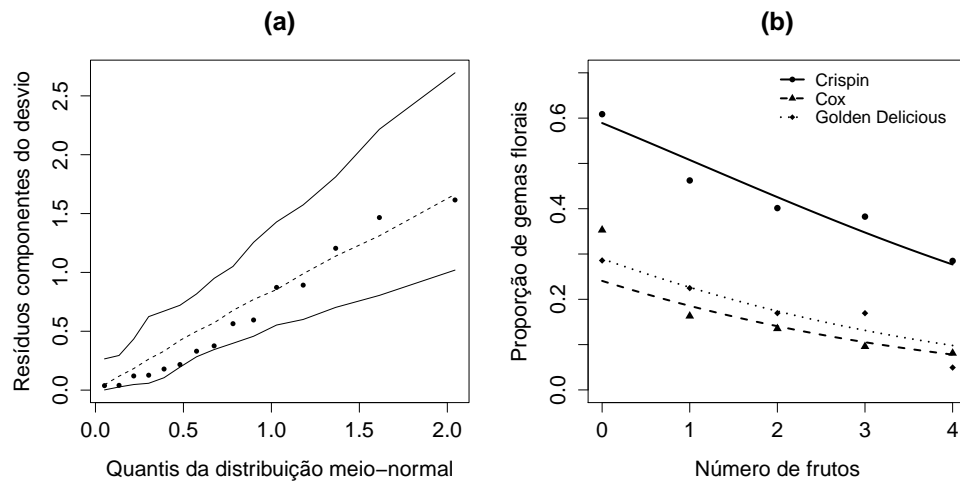 (a)
Resíduos componentes do desvio
0.0 0.5 1.0 1.5 2.0 2.5
0.0 0.5 1.0 1.5 2.0
Quantis da distribuição meio−normal
(b)
Proporção de gemas florais
0.0 0.2 0.4 0.6
Crispin
Cox
Golden Delicious
0 1 2 3 4
Número de frutos